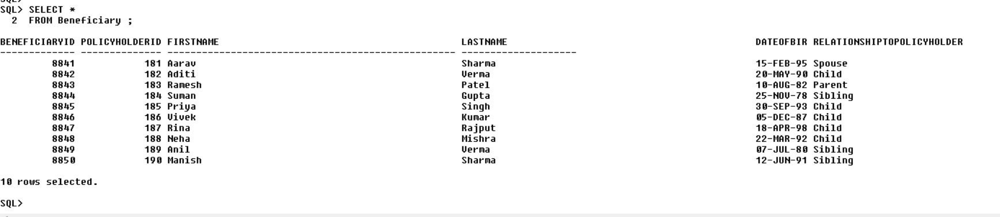 SQL> SELECT *
  2  FROM Beneficiary ;
BENEFICIARYID POLICYHOLDERID FIRSTNAME                                          LASTNAME                                           DATEOFBIR RELATIONSHIPTOPOLICYHOLDER
------------- -------------- -------------------------------------------------- --------------------
         8841            181 Aarav                                              Sharma                                             15-FEB-95 Spouse
         8842            182 Aditi                                              Verma                                              20-MAY-90 Child
         8843            183 Ramesh                                             Patel                                              10-AUG-82 Parent
         8844            184 Suman                                              Gupta                                              25-NOV-78 Sibling
         8845            185 Priya                                              Singh                                              30-SEP-93 Child
         8846            186 Vivek                                              Kumar                                              05-DEC-87 Child
         8847            187 Rina                                               Rajput                                             18-APR-98 Child
         8848            188 Neha                                               Mishra                                             22-MAR-92 Child
         8849            189 Anil                                               Verma                                              07-JUL-80 Sibling
         8850            190 Manish                                             Sharma                                             12-JUN-91 Sibling
10 rows selected.
SQL>